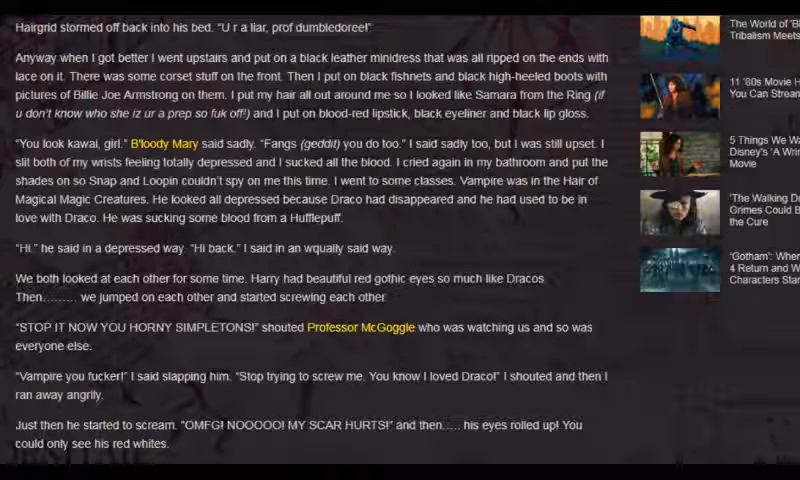 Hairgrid stormed off back into his bed. “U r a liar, prof dumbledoree!”
Anyway when I got better I went upstairs and put on a black leather minidress that was all ripped on the ends with
lace on it. There was some corset stuff on the front. Then I put on black fishnets and black high-heeled boots with
pictures of Billie Joe Armstrong on them. I put my hair all out around me so I looked like Samara from the Ring (if
u don’t know who she iz ur a prep so fuk off!) and I put on blood-red lipstick, black eyeliner and black lip gloss.
“You look kawai, girl.” B’loody Mary said sadly. “Fangs (geddit) you do too.” I said sadly too, but I was still upset. I
slit both of my wrists feeling totally depressed and I sucked all the blood. I cried again in my bathroom and put the
shades on so Snap and Loopin couldn’t spy on me this time. I went to some classes. Vampire was in the Hair of
Magical Magic Creatures. He looked all depressed because Draco had disappeared and he had used to be in
love with Draco. He was sucking some blood from a Hufflepuff.
“Hi.” he said in a depressed way. “Hi back.” I said in an wqually said way.
We both looked at each other for some time. Harry had beautiful red gothic eyes so much like Dracos.
Then……… we jumped on each other and started screwing each other.
“STOP IT NOW YOU HORNY SIMPLETONS!” shouted Professor McGoggle who was watching us and so was
everyone else.
“Vampire you fucker!” I said slapping him. “Stop trying to screw me. You know I loved Draco!” I shouted and then I
ran away angrily.
Just then he started to scream. “OMFG! NOOOOO! MY SCAR HURTS!” and then….. his eyes rolled up! You
could only see his red whites.
The World of 'Bl
Tribalism Meets
11 '80s Movie H
You Can Stream
5 Things We Wa
Disney's 'A Wrin
Movie
'The Walking De
Grimes Could B
the Cure
'Gotham': When
4 Return and W
Characters Star